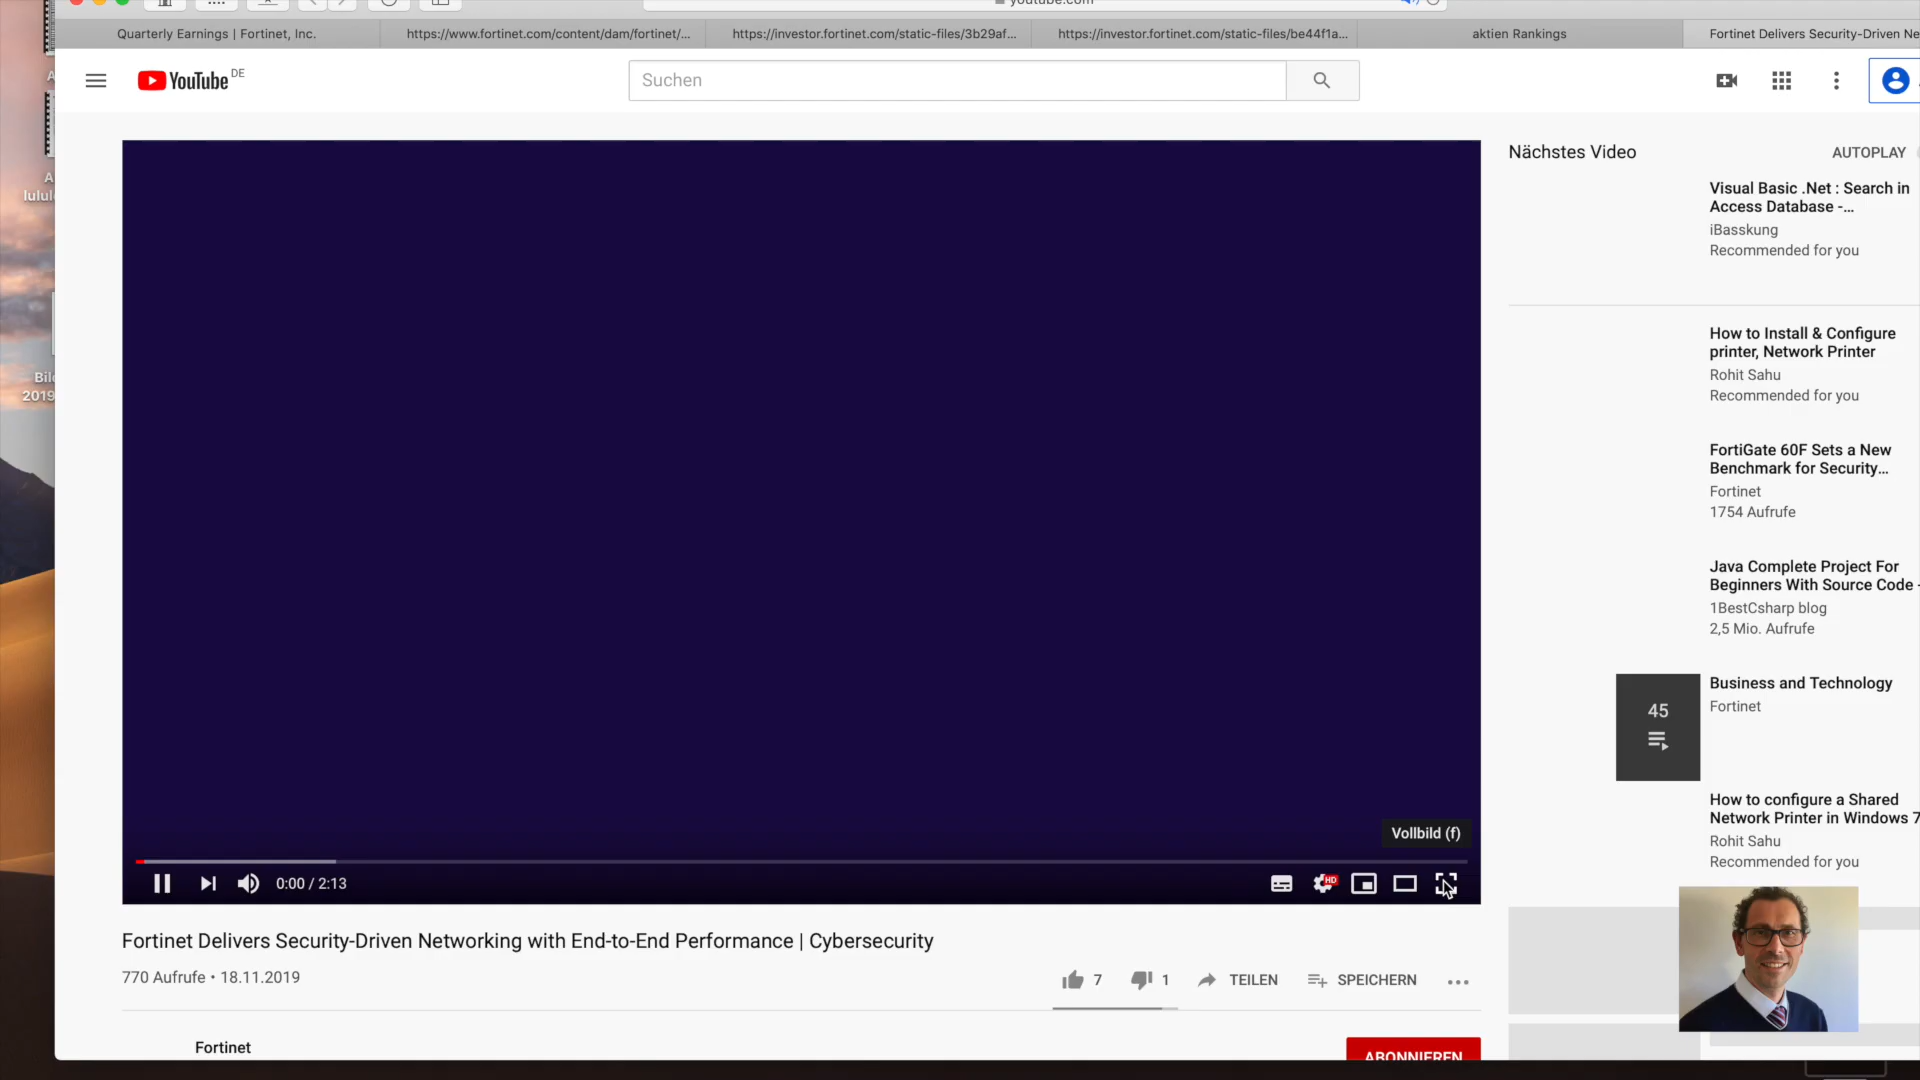 youtube.com
Quarterly Earnings | Fortinet, Inc.
https://www.fortinet.com/content/dam/fortinet/...
https://investor.fortinet.com/static-files/3b29af...
https://investor.fortinet.com/static-files/be44f1a...
aktien Rankings
Fortinet Delivers Security-Driven Ne
YouTube DE
Suchen
Nächstes Video
AUTOPLAY
Visual Basic .Net : Search in
Access Database -...
iBasskung
Recommended for you
How to Install & Configure
printer, Network Printer
Rohit Sahu
Recommended for you
FortiGate 60F Sets a New
Benchmark for Security...
Fortinet
1754 Aufrufe
Java Complete Project For
Beginners With Source Code -
1BestCsharp blog
2,5 Mio. Aufrufe
45
Business and Technology
Fortinet
How to configure a Shared
Network Printer in Windows 7
Rohit Sahu
Recommended for you
Vollbild (f)
0:00 / 2:13
HD
Fortinet Delivers Security-Driven Networking with End-to-End Performance | Cybersecurity
770 Aufrufe • 18.11.2019
7
1
TEILEN
SPEICHERN
Fortinet
ABONNIEREN
2019